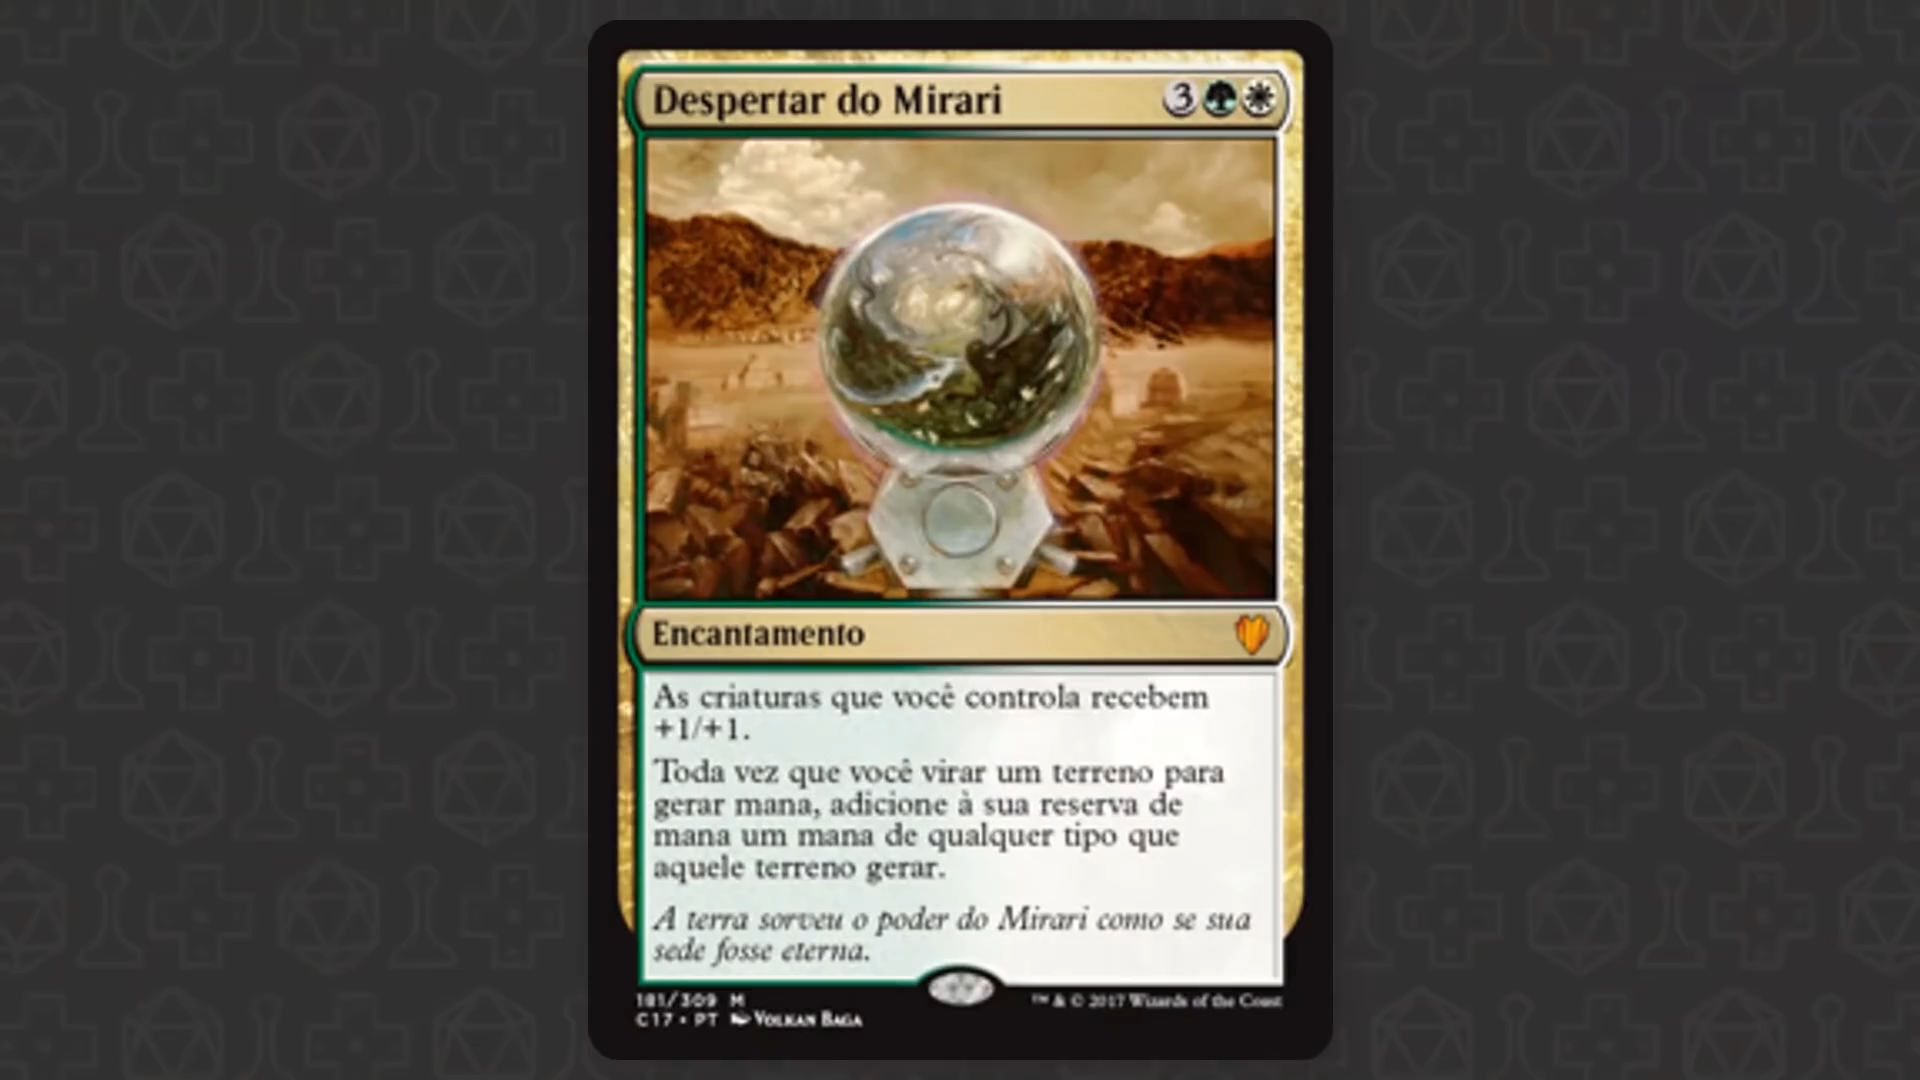 Despertar do Mirari 3
Encantamento
As criaturas que você controla recebem
+1/+1.
Toda vez que você virar um terreno para
gerar mana, adicione à sua reserva de
mana um mana de qualquer tipo que
aquele terreno gerar.
A terra sorveu o poder do Mirari como se sua
sede fosse eterna.
181/309 M
™ & © 2017 Wizards of the Coast
C17 • PT Volkan Baga